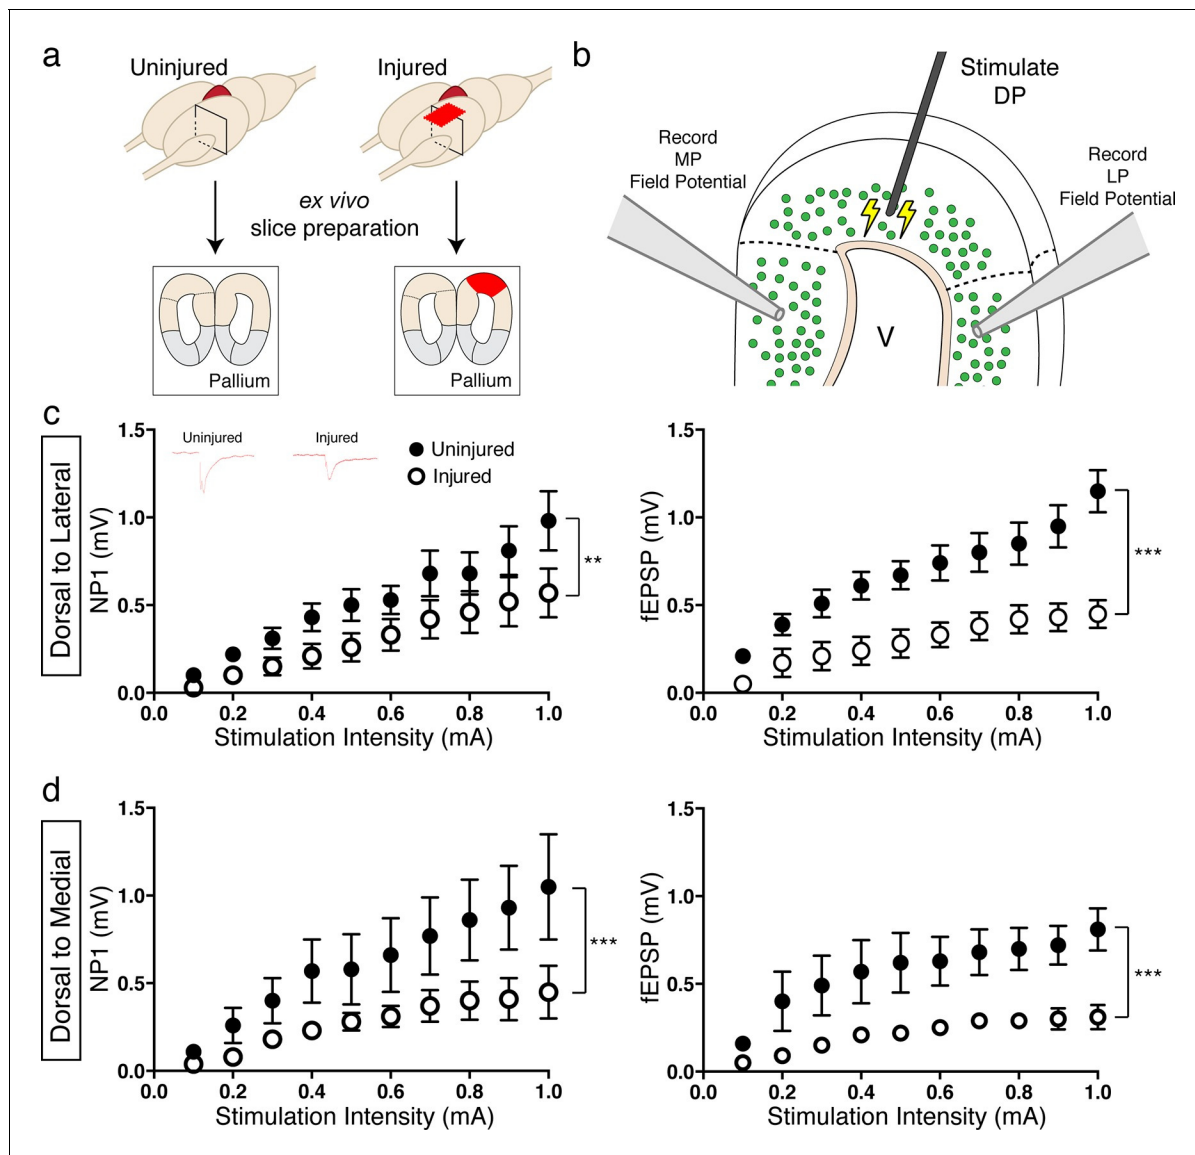 a
Uninjured
Injured
ex vivo
slice preparation
Pallium
Pallium
b
Stimulate
DP
Record
MP
Field Potential
Record
LP
Field Potential
V
c
Dorsal to Lateral
Uninjured
Injured
Uninjured
Injured
NP1 (mV)
1.5
1.0
0.5
0.0
**
0.0 0.2 0.4 0.6 0.8 1.0
Stimulation Intensity (mA)
fEPSP (mV)
1.5
1.0
0.5
0.0
***
0.0 0.2 0.4 0.6 0.8 1.0
Stimulation Intensity (mA)
d
Dorsal to Medial
NP1 (mV)
1.5
1.0
0.5
0.0
***
0.0 0.2 0.4 0.6 0.8 1.0
Stimulation Intensity (mA)
fEPSP (mV)
1.5
1.0
0.5
0.0
***
0.0 0.2 0.4 0.6 0.8 1.0
Stimulation Intensity (mA)